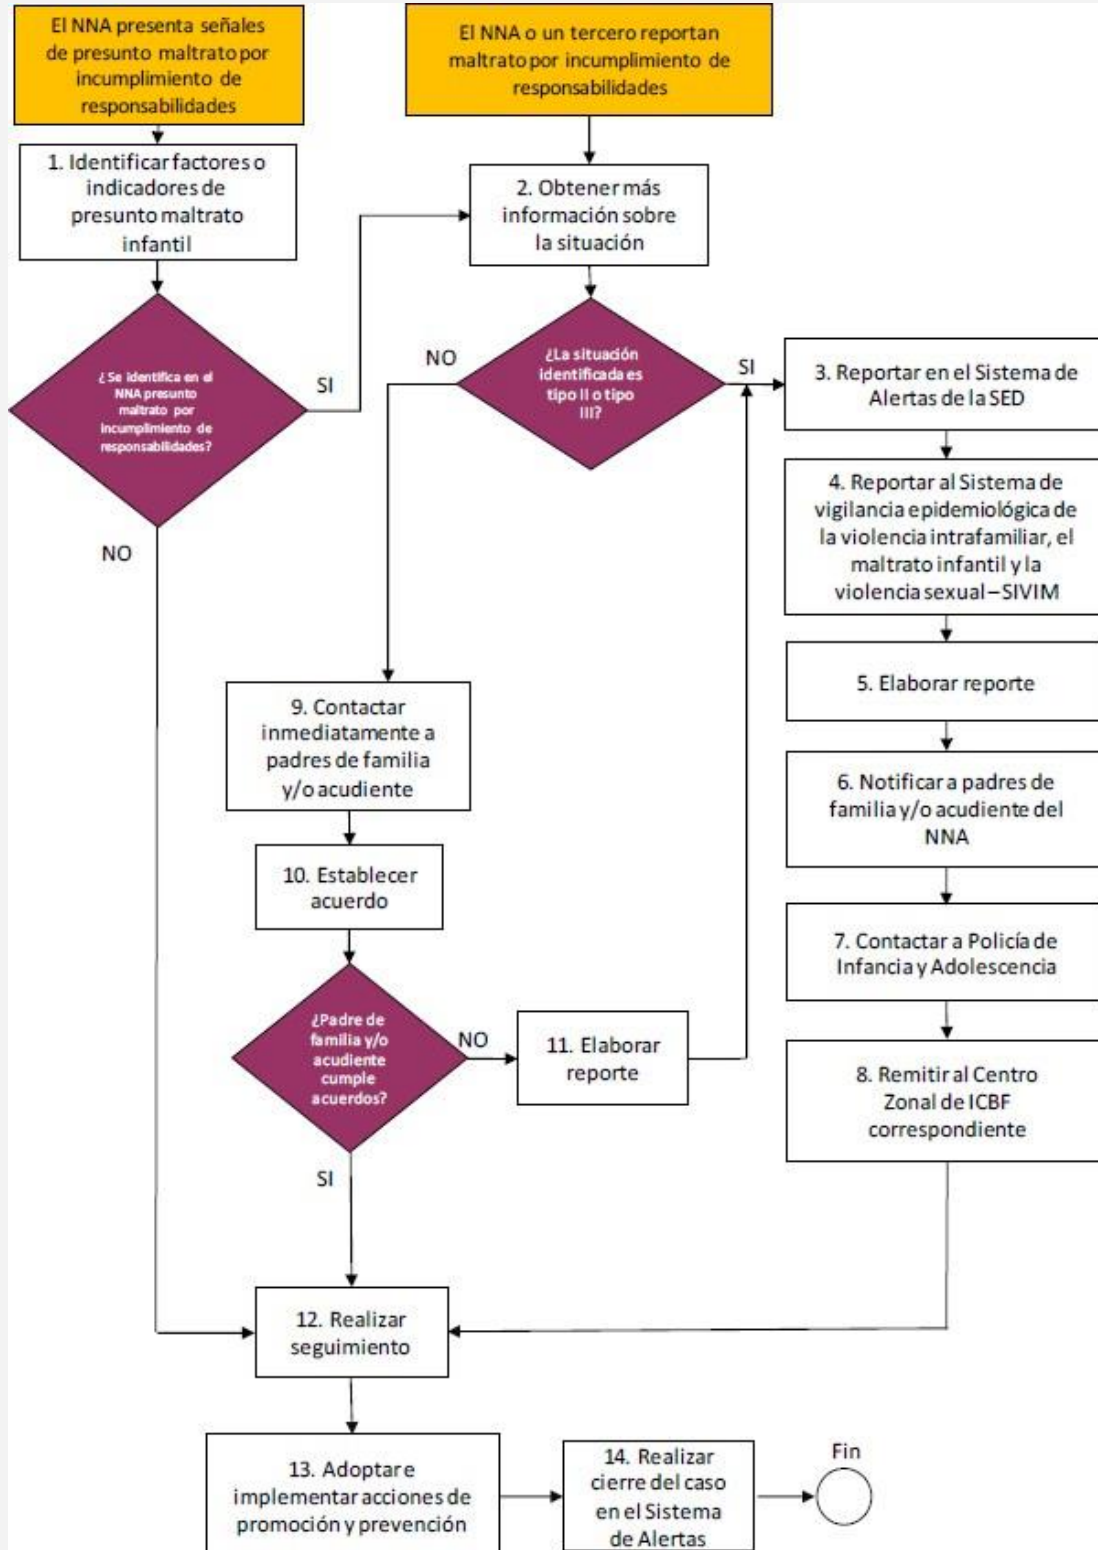 El NNA presenta señales
de presunto maltrato por
incumplimiento de
responsabilidades
El NNA o un tercero reportan
maltrato por incumplimiento de
responsabilidades
1. Identificar factores o
indicadores de
presunto maltrato
infantil
2. Obtener más
información sobre
la situación
¿Se identifica en el
NNA presunto
maltrato por
incumplimiento de
responsabilidades?
SI
NO
¿La situación
identificada es
tipo II o tipo
III?
NO
SI
3. Reportar en el Sistema de
Alertas de la SED
4. Reportar al Sistema de
vigilancia epidemiológica de
la violencia intrafamiliar, el
maltrato infantil y la
violencia sexual – SIVIM
5. Elaborar reporte
6. Notificar a padres de
familia y/o acudiente del
NNA
7. Contactar a Policía de
Infancia y Adolescencia
8. Remitir al Centro
Zonal de ICBF
correspondiente
9. Contactar
inmediatamente a
padres de familia
y/o acudiente
10. Establecer
acuerdo
¿Padre de
familia y/o
acudiente
cumple
acuerdos?
NO
SI
11. Elaborar
reporte
12. Realizar
seguimiento
13. Adoptar e
implementar acciones de
promoción y prevención
14. Realizar
cierre del caso
en el Sistema
de Alertas
Fin